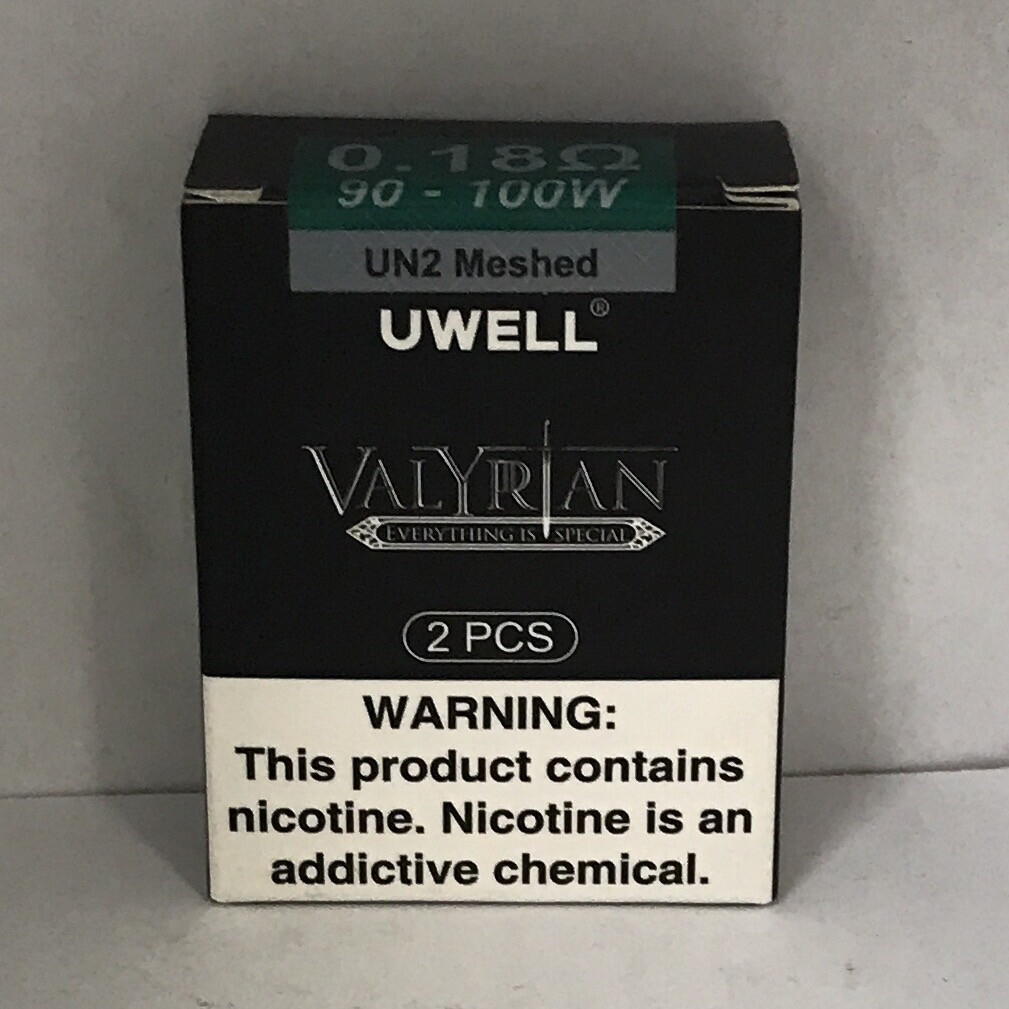 0.18Ω
90 - 100W
UN2 Meshed
UWELL®
VALYRIAN
EVERYTHING IS SPECIAL
2 PCS
WARNING:
This product contains
nicotine. Nicotine is an
addictive chemical.